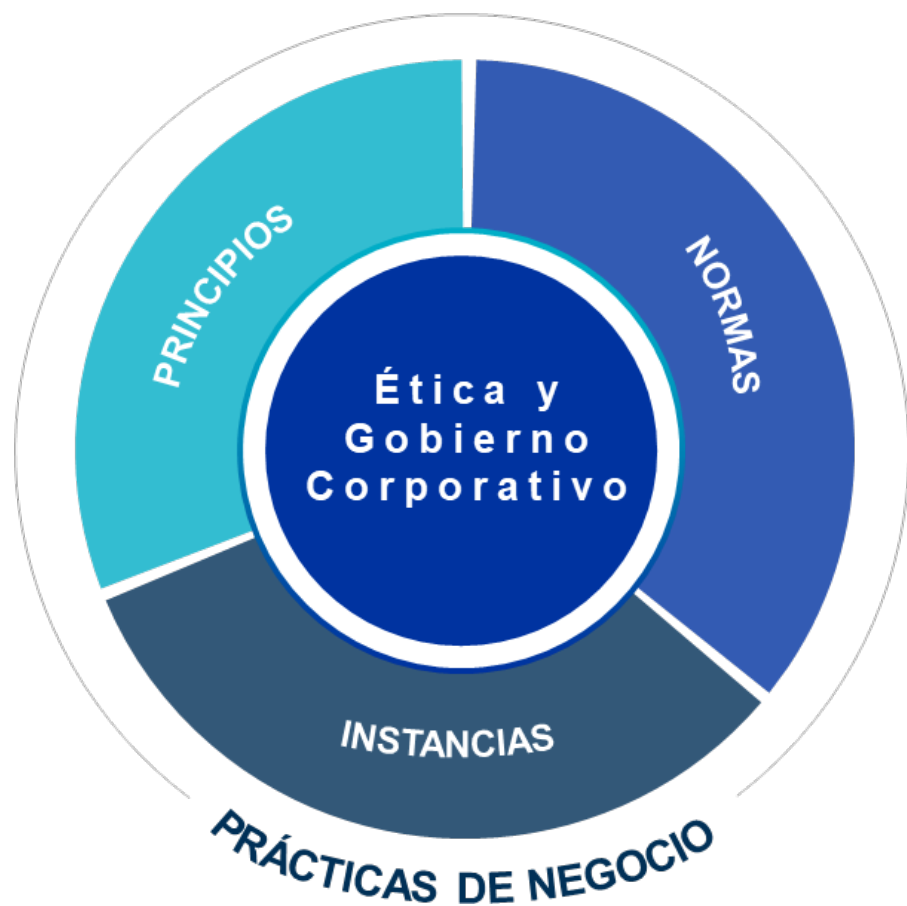 PRINCIPIOS
NORMAS
Ética y
Gobierno
Corporativo
INSTANCIAS
PRÁCTICAS DE NEGOCIO